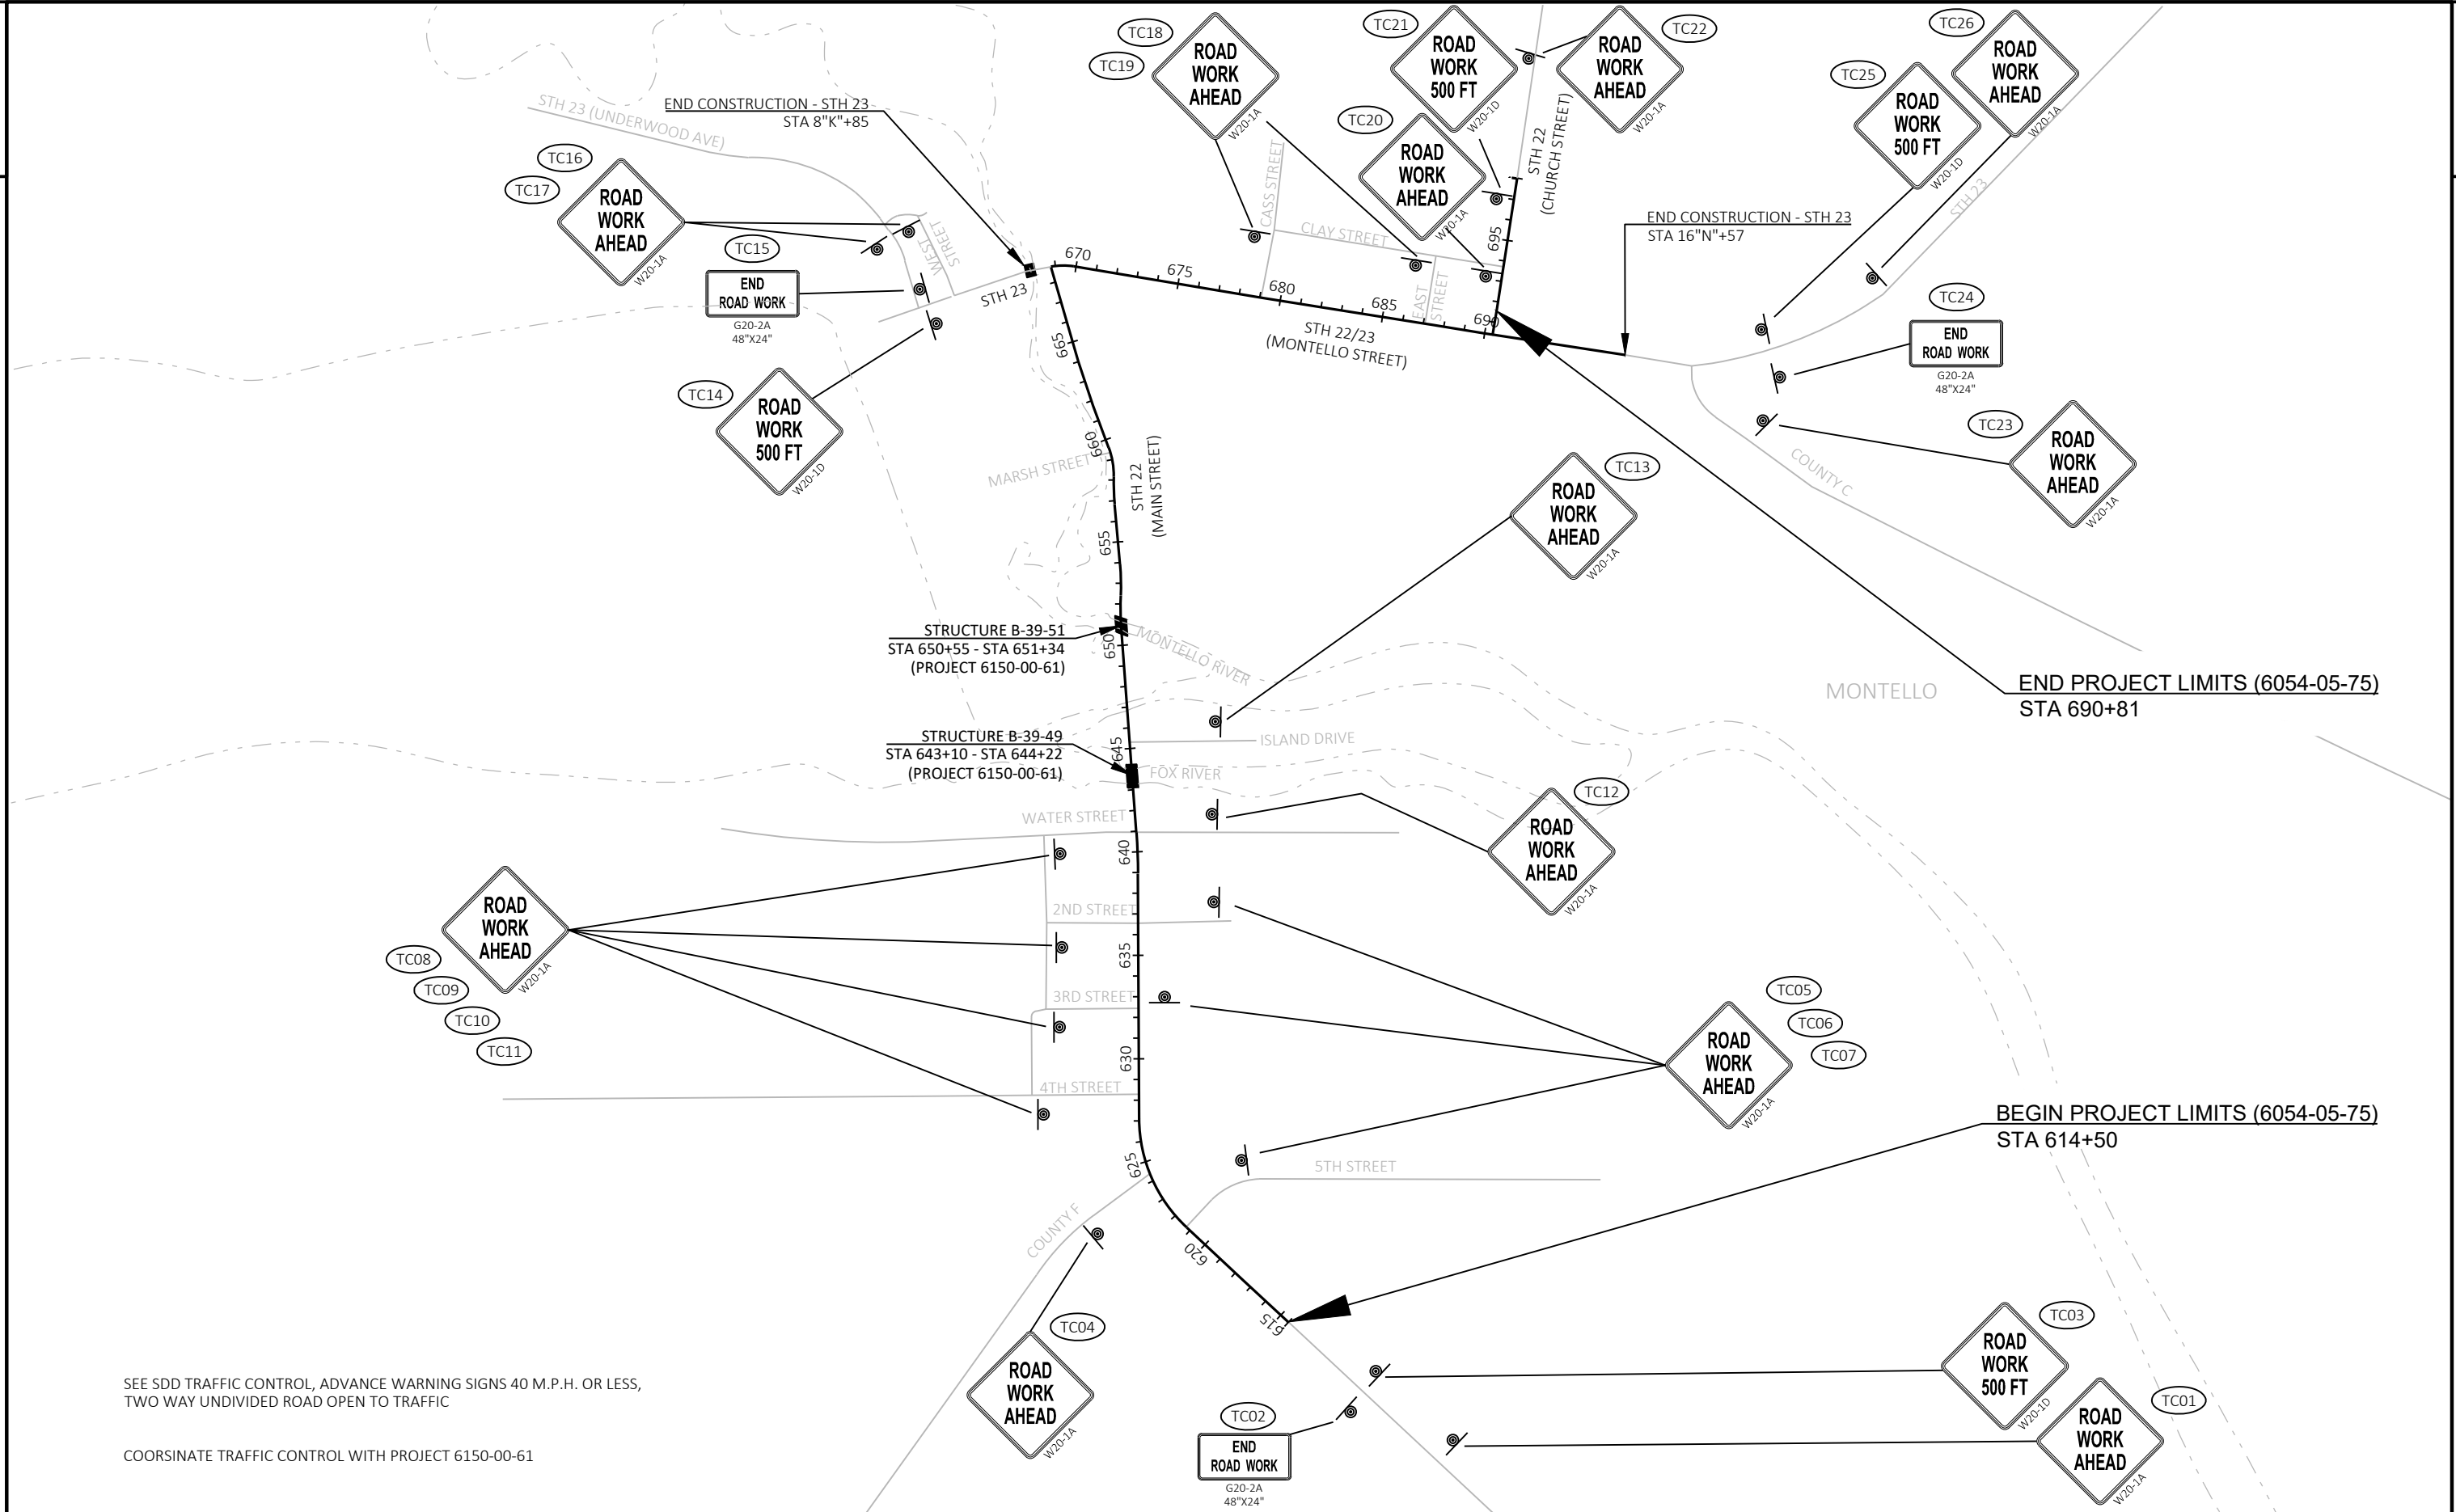 TC18
TC19
ROAD
WORK
AHEAD
W20-1A
TC21
ROAD
WORK
500 FT
W20-1D
TC22
ROAD
WORK
AHEAD
W20-1A
TC20
ROAD
WORK
AHEAD
W20-1A
STH 22
(CHURCH STREET)
TC26
ROAD
WORK
AHEAD
W20-1A
TC25
ROAD
WORK
500 FT
W20-1D
STH 23
STH 23 (UNDERWOOD AVE)
END CONSTRUCTION - STH 23
STA 8"K"+85
TC16
TC17
ROAD
WORK
AHEAD
W20-1A
WEST
STREET
TC15
END
ROAD WORK
G20-2A
48"X24"
STH 23
CASS STREET
CLAY STREET
EAST
STREET
670
675
680
685
690
695
STH 22/23
(MONTELLO STREET)
END CONSTRUCTION - STH 23
STA 16"N"+57
TC24
END
ROAD WORK
G20-2A
48"X24"
TC14
ROAD
WORK
500 FT
W20-1D
665
660
MARSH STREET
STH 22
(MAIN STREET)
655
TC13
ROAD
WORK
AHEAD
W20-1A
TC23
ROAD
WORK
AHEAD
W20-1A
COUNTY C
STRUCTURE B-39-51
STA 650+55 - STA 651+34
(PROJECT 6150-00-61)
650
MONTELLO RIVER
MONTELLO
END PROJECT LIMITS (6054-05-75)
STA 690+81
STRUCTURE B-39-49
STA 643+10 - STA 644+22
(PROJECT 6150-00-61)
645
ISLAND DRIVE
FOX RIVER
WATER STREET
TC12
ROAD
WORK
AHEAD
W20-1A
640
ROAD
WORK
AHEAD
W20-1A
TC08
TC09
TC10
TC11
2ND STREET
635
3RD STREET
630
4TH STREET
TC05
TC06
TC07
ROAD
WORK
AHEAD
W20-1A
BEGIN PROJECT LIMITS (6054-05-75)
STA 614+50
625
5TH STREET
COUNTY F
620
615
TC04
ROAD
WORK
AHEAD
W20-1A
TC03
ROAD
WORK
500 FT
W20-1D
TC01
ROAD
WORK
AHEAD
W20-1A
TC02
END
ROAD WORK
G20-2A
48"X24"
SEE SDD TRAFFIC CONTROL, ADVANCE WARNING SIGNS 40 M.P.H. OR LESS,
TWO WAY UNDIVIDED ROAD OPEN TO TRAFFIC
COORSINATE TRAFFIC CONTROL WITH PROJECT 6150-00-61